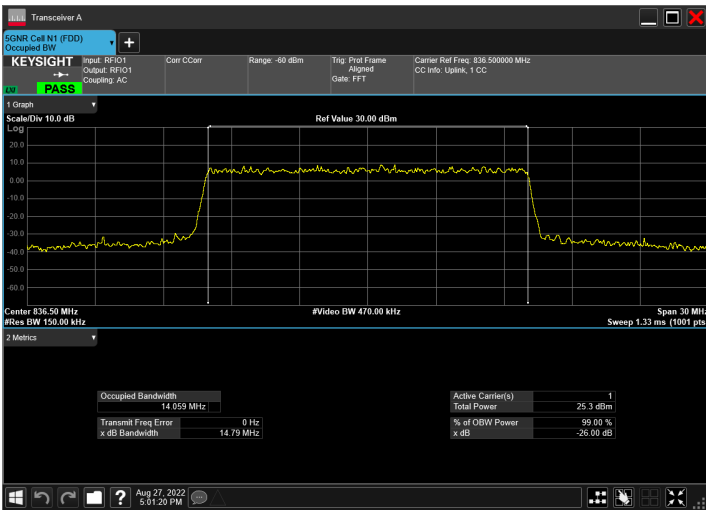 Transceiver A
5GNR Cell N1 (FDD)
Occupied BW
KEYSIGHT
Input: RFIO1
Output: RFIO1
Coupling: AC
Corr CCorr
Range: -60 dBm
Trig: Prot Frame
Aligned
Gate: FFT
Carrier Ref Freq: 836.500000 MHz
CC Info: Uplink, 1 CC
LXI
PASS
1 Graph
Scale/Div 10.0 dB
Ref Value 30.00 dBm
Log
20.0
10.0
0.00
-10.0
-20.0
-30.0
-40.0
-50.0
-60.0
Center 836.50 MHz
#Video BW 470.00 kHz
Span 30 MHz
#Res BW 150.00 kHz
Sweep 1.33 ms (1001 pts
2 Metrics
Occupied Bandwidth
14.059 MHz
Active Carrier(s) 1
Total Power 25.3 dBm
Transmit Freq Error 0 Hz
x dB Bandwidth 14.79 MHz
% of OBW Power 99.00 %
x dB -26.00 dB
?
Aug 27, 2022
5:01:20 PM